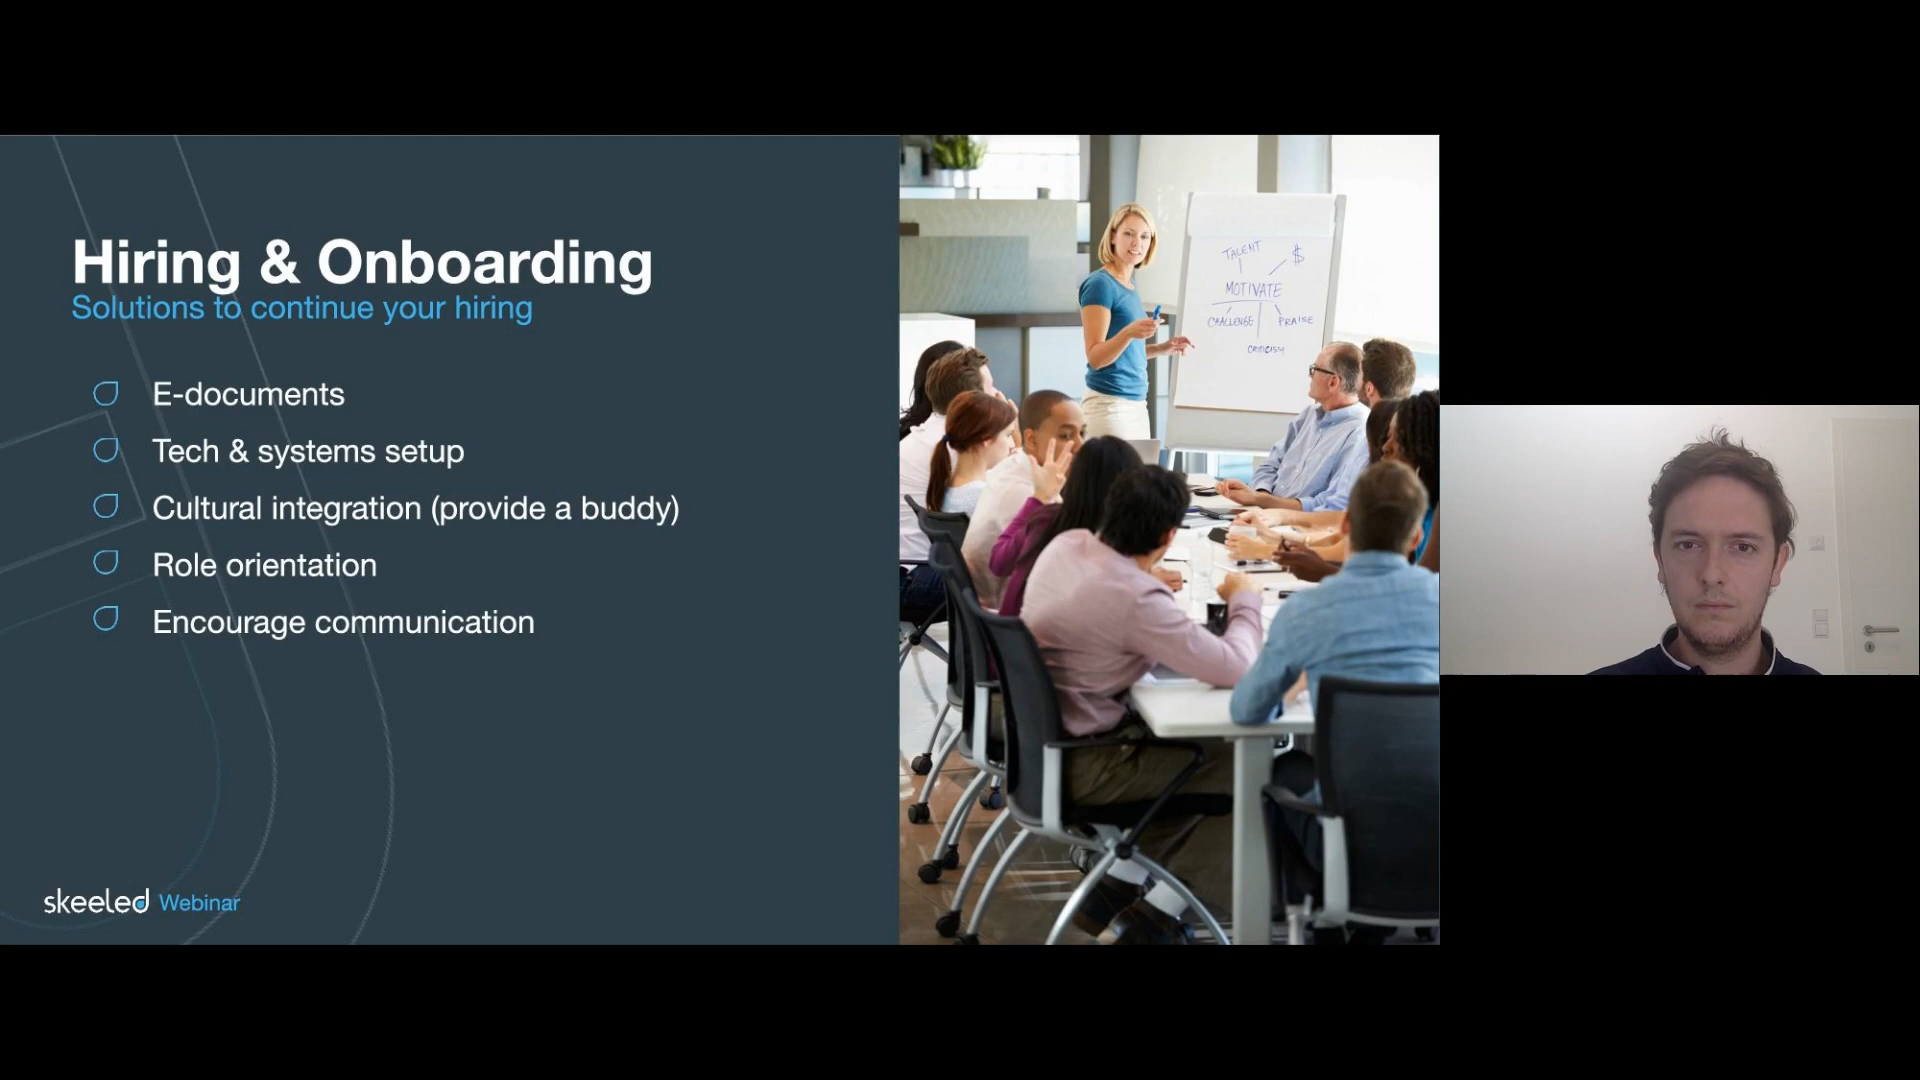 Hiring & Onboarding
Solutions to continue your hiring
E-documents
Tech & systems setup
Cultural integration (provide a buddy)
Role orientation
Encourage communication
skeeled Webinar
TALENT
$
MOTIVATE
CHALLENGE
PRAISE
CRITICISM